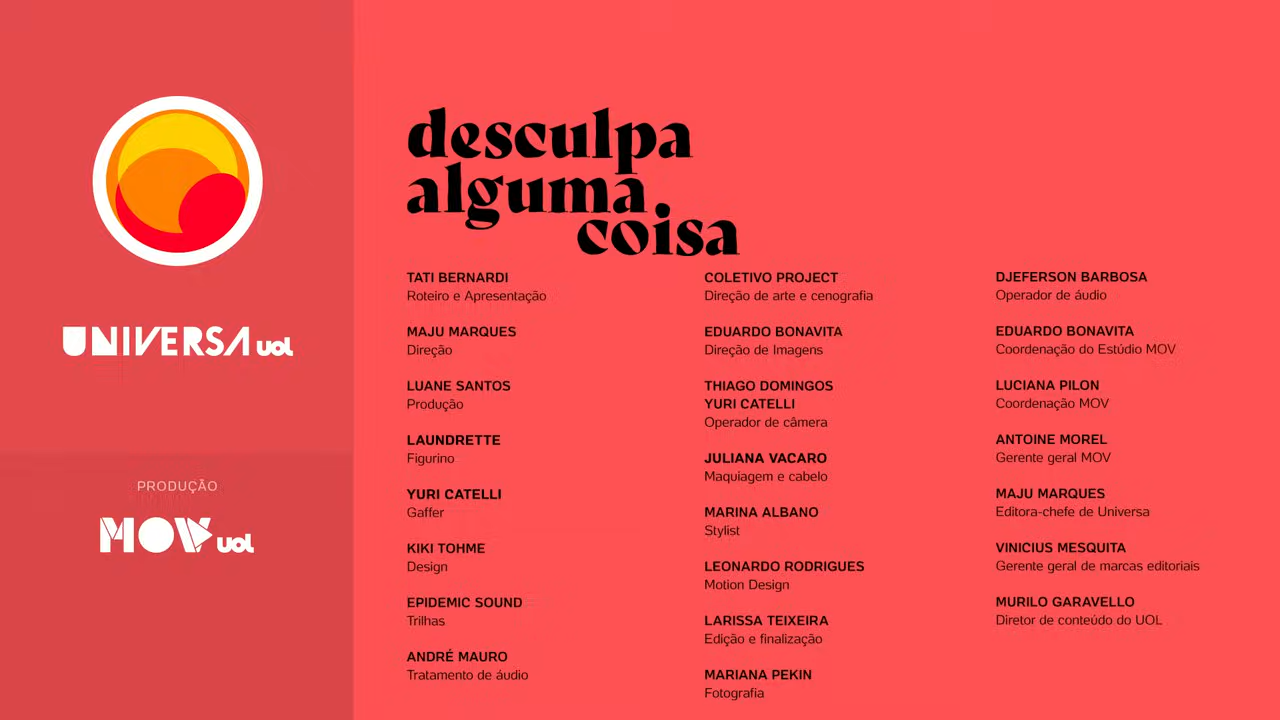 UNIVERSA uol
PRODUÇÃO
MOV uol
desculpa
alguma
coisa
TATI BERNARDI
Roteiro e Apresentação
MAJU MARQUES
Direção
LUANE SANTOS
Produção
LAUNDRETTE
Figurino
YURI CATELLI
Gaffer
KIKI TOHME
Design
EPIDEMIC SOUND
Trilhas
ANDRÉ MAURO
Tratamento de áudio
COLETIVO PROJECT
Direção de arte e cenografia
EDUARDO BONAVITA
Direção de Imagens
THIAGO DOMINGOS
YURI CATELLI
Operador de câmera
JULIANA VACARO
Maquiagem e cabelo
MARINA ALBANO
Stylist
LEONARDO RODRIGUES
Motion Design
LARISSA TEIXEIRA
Edição e finalização
MARIANA PEKIN
Fotografia
DJEFERSON BARBOSA
Operador de áudio
EDUARDO BONAVITA
Coordenação do Estúdio MOV
LUCIANA PILON
Coordenação MOV
ANTOINE MOREL
Gerente geral MOV
MAJU MARQUES
Editora-chefe de Universa
VINICIUS MESQUITA
Gerente geral de marcas editoriais
MURILO GARAVELLO
Diretor de conteúdo do UOL